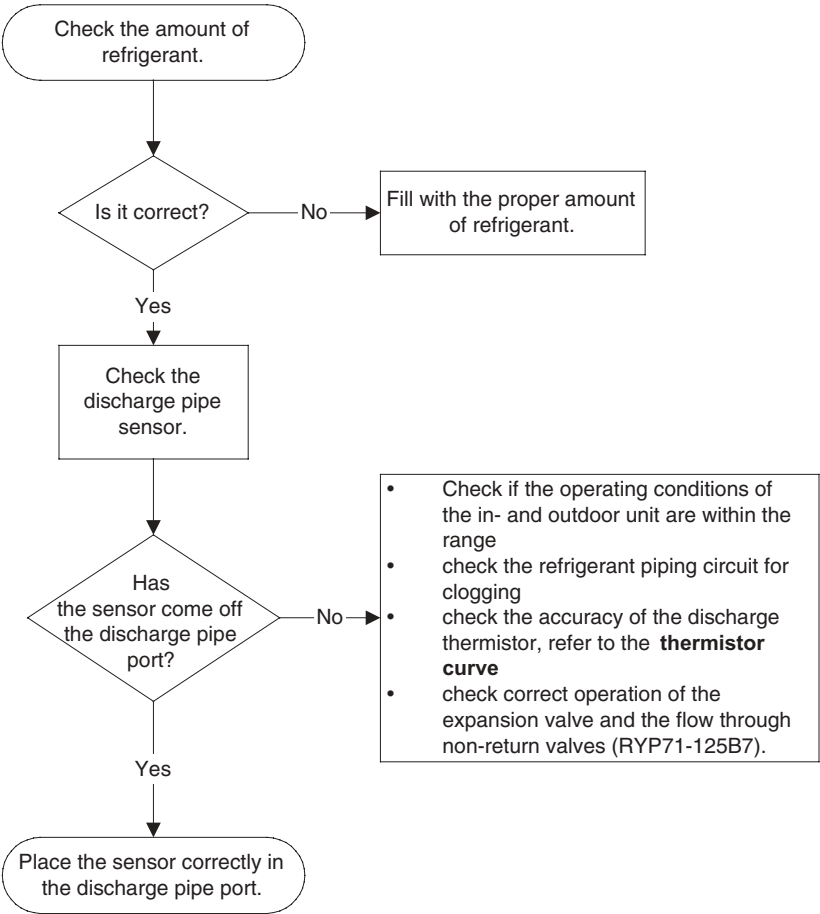 Check the amount of
refrigerant.
Is it correct?
No
Fill with the proper amount
of refrigerant.
Yes
Check the
discharge pipe
sensor.
Has
the sensor come off
the discharge pipe
port?
No
• Check if the operating conditions of
the in- and outdoor unit are within the
range
• check the refrigerant piping circuit for
clogging
• check the accuracy of the discharge
thermistor, refer to the thermistor
curve
• check correct operation of the
expansion valve and the flow through
non-return valves (RYP71-125B7).
Yes
Place the sensor correctly in
the discharge pipe port.